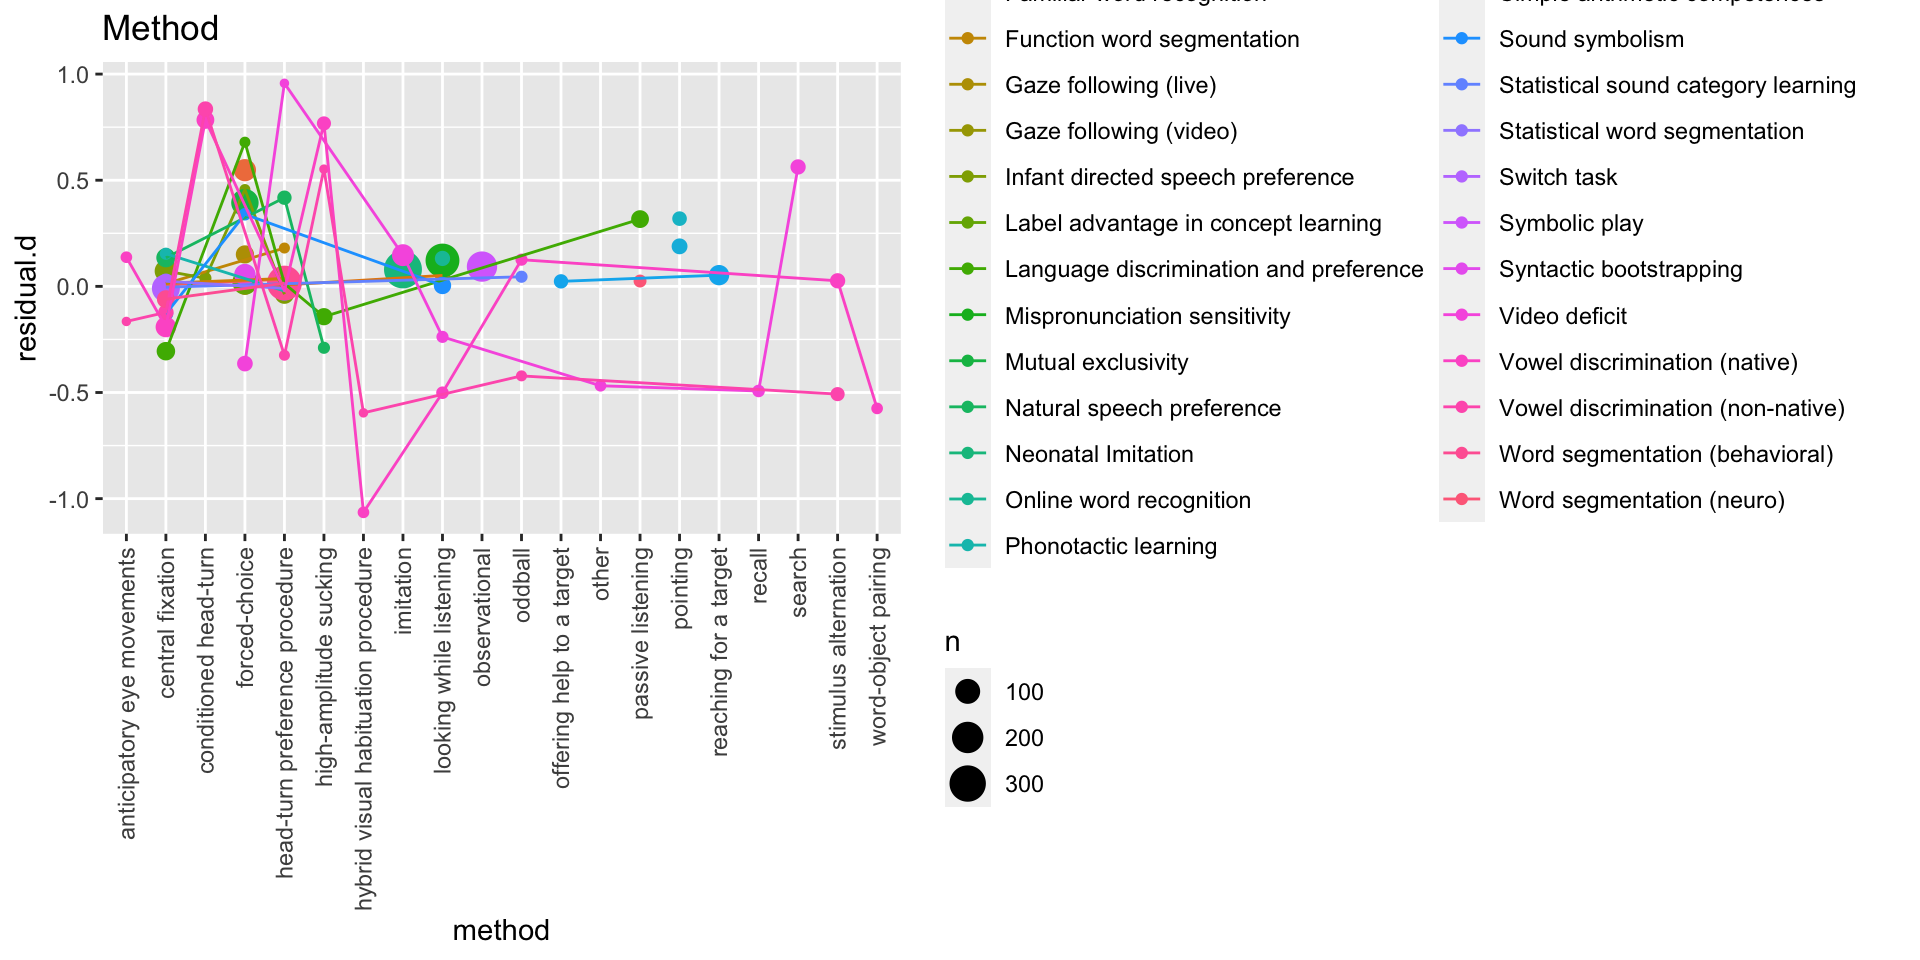 Method
residual.d
1.0
0.5
0.0
-0.5
-1.0
anticipatory eye movements
central fixation
conditioned head-turn
forced-choice
head-turn preference procedure
high-amplitude sucking
hybrid visual habituation procedure
imitation
looking while listening
observational
oddball
offering help to a target
other
passive listening
pointing
reaching for a target
recall
search
stimulus alternation
word-object pairing
method
Familiar word recognition
Function word segmentation
Gaze following (live)
Gaze following (video)
Infant directed speech preference
Label advantage in concept learning
Language discrimination and preference
Mispronunciation sensitivity
Mutual exclusivity
Natural speech preference
Neonatal Imitation
Online word recognition
Phonotactic learning
Simple arithmetic competences
Sound symbolism
Statistical sound category learning
Statistical word segmentation
Switch task
Symbolic play
Syntactic bootstrapping
Video deficit
Vowel discrimination (native)
Vowel discrimination (non-native)
Word segmentation (behavioral)
Word segmentation (neuro)
n
100
200
300